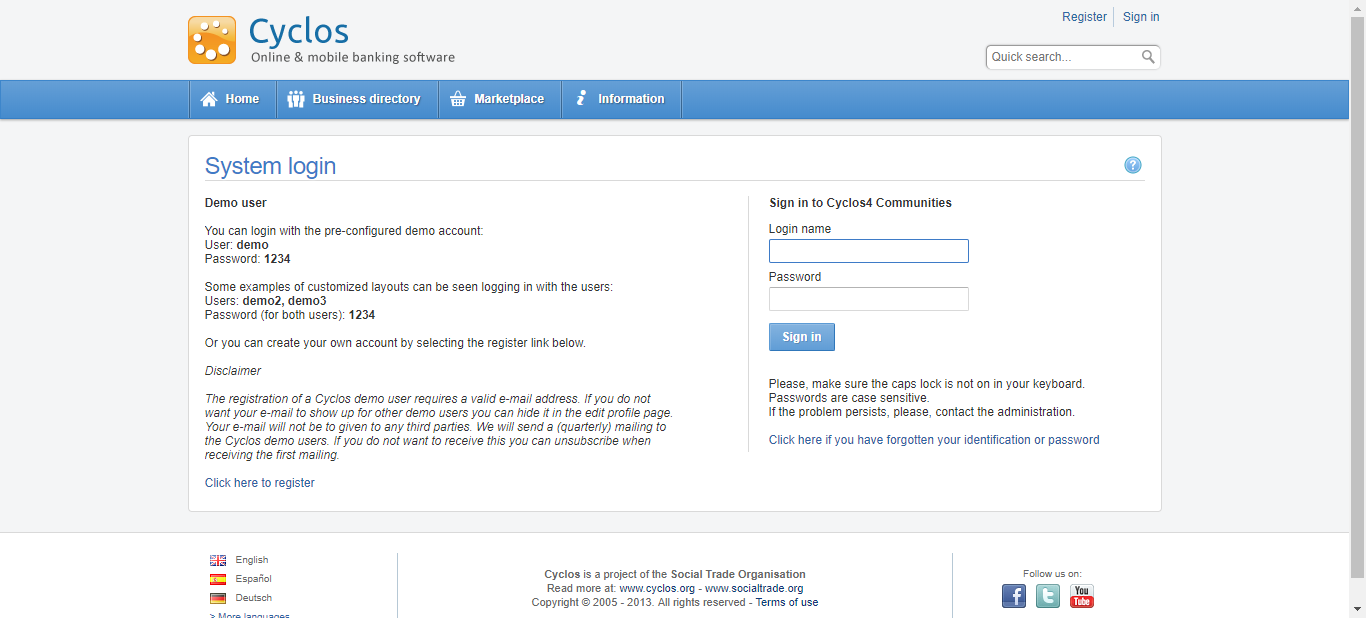 Cyclos
Online & mobile banking software
Register
Sign in
Quick search...
Home
Business directory
Marketplace
Information
System login
?
Demo user
You can login with the pre-configured demo account:
User: demo
Password: 1234
Some examples of customized layouts can be seen logging in with the users:
Users: demo2, demo3
Password (for both users): 1234
Or you can create your own account by selecting the register link below.
Disclaimer
The registration of a Cyclos demo user requires a valid e-mail address. If you do not
want your e-mail to show up for other demo users you can hide it in the edit profile page.
Your e-mail will not be to given to any third parties. We will send a (quarterly) mailing to
the Cyclos demo users. If you do not want to receive this you can unsubscribe when
receiving the first mailing.
Click here to register
Sign in to Cyclos4 Communities
Login name
Password
Sign in
Please, make sure the caps lock is not on in your keyboard.
Passwords are case sensitive.
If the problem persists, please, contact the administration.
Click here if you have forgotten your identification or password
English
Español
Deutsch
> More languages
Cyclos is a project of the Social Trade Organisation
Read more at: www.cyclos.org - www.socialtrade.org
Copyright © 2005 - 2013. All rights reserved - Terms of use
Follow us on:
You
Tube